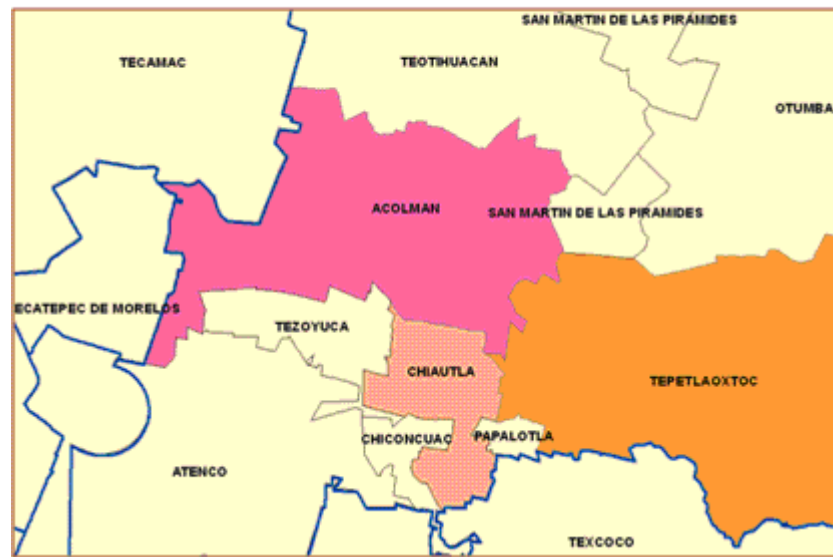 SAN MARTIN DE LAS PIRÁMIDES
TECAMAC
TEOTIHUACAN
OTUMBA
ACOLMAN
SAN MARTIN DE LAS PIRAMIDES
ECATEPEC DE MORELOS
TEZOYUCA
CHIAUTLA
TEPETLAOXTOC
CHICONCUAC
PAPALOTLA
ATENCO
TEXCOCO